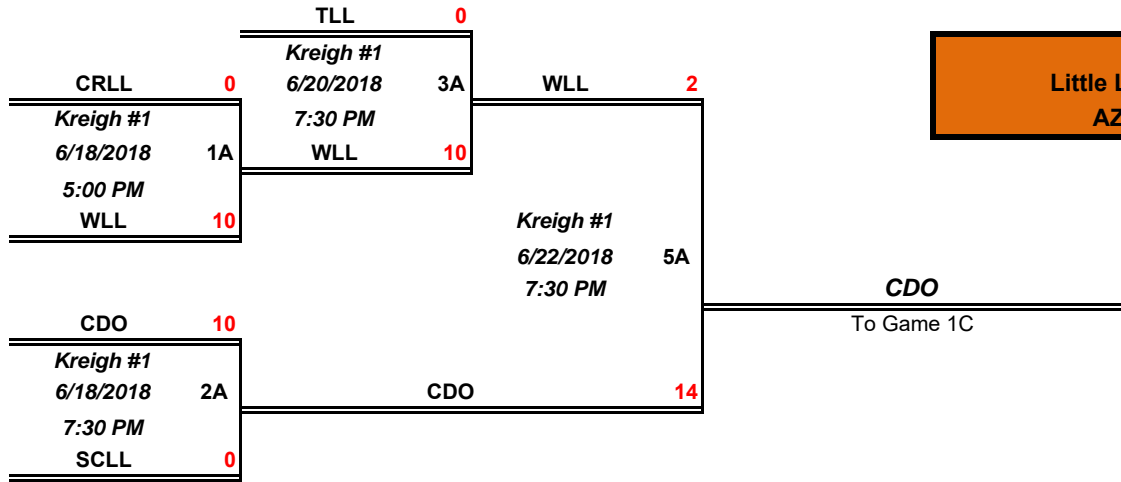 TLL 0
Kreigh #1
CRLL 0 6/20/2018 3A WLL 2
Little L
Kreigh #1 7:30 PM
AZ
6/18/2018 1A WLL 10
5:00 PM
WLL 10 Kreigh #1
6/22/2018 5A
7:30 PM CDO
CDO 10 To Game 1C
Kreigh #1
6/18/2018 2A CDO 14
7:30 PM
SCLL 0